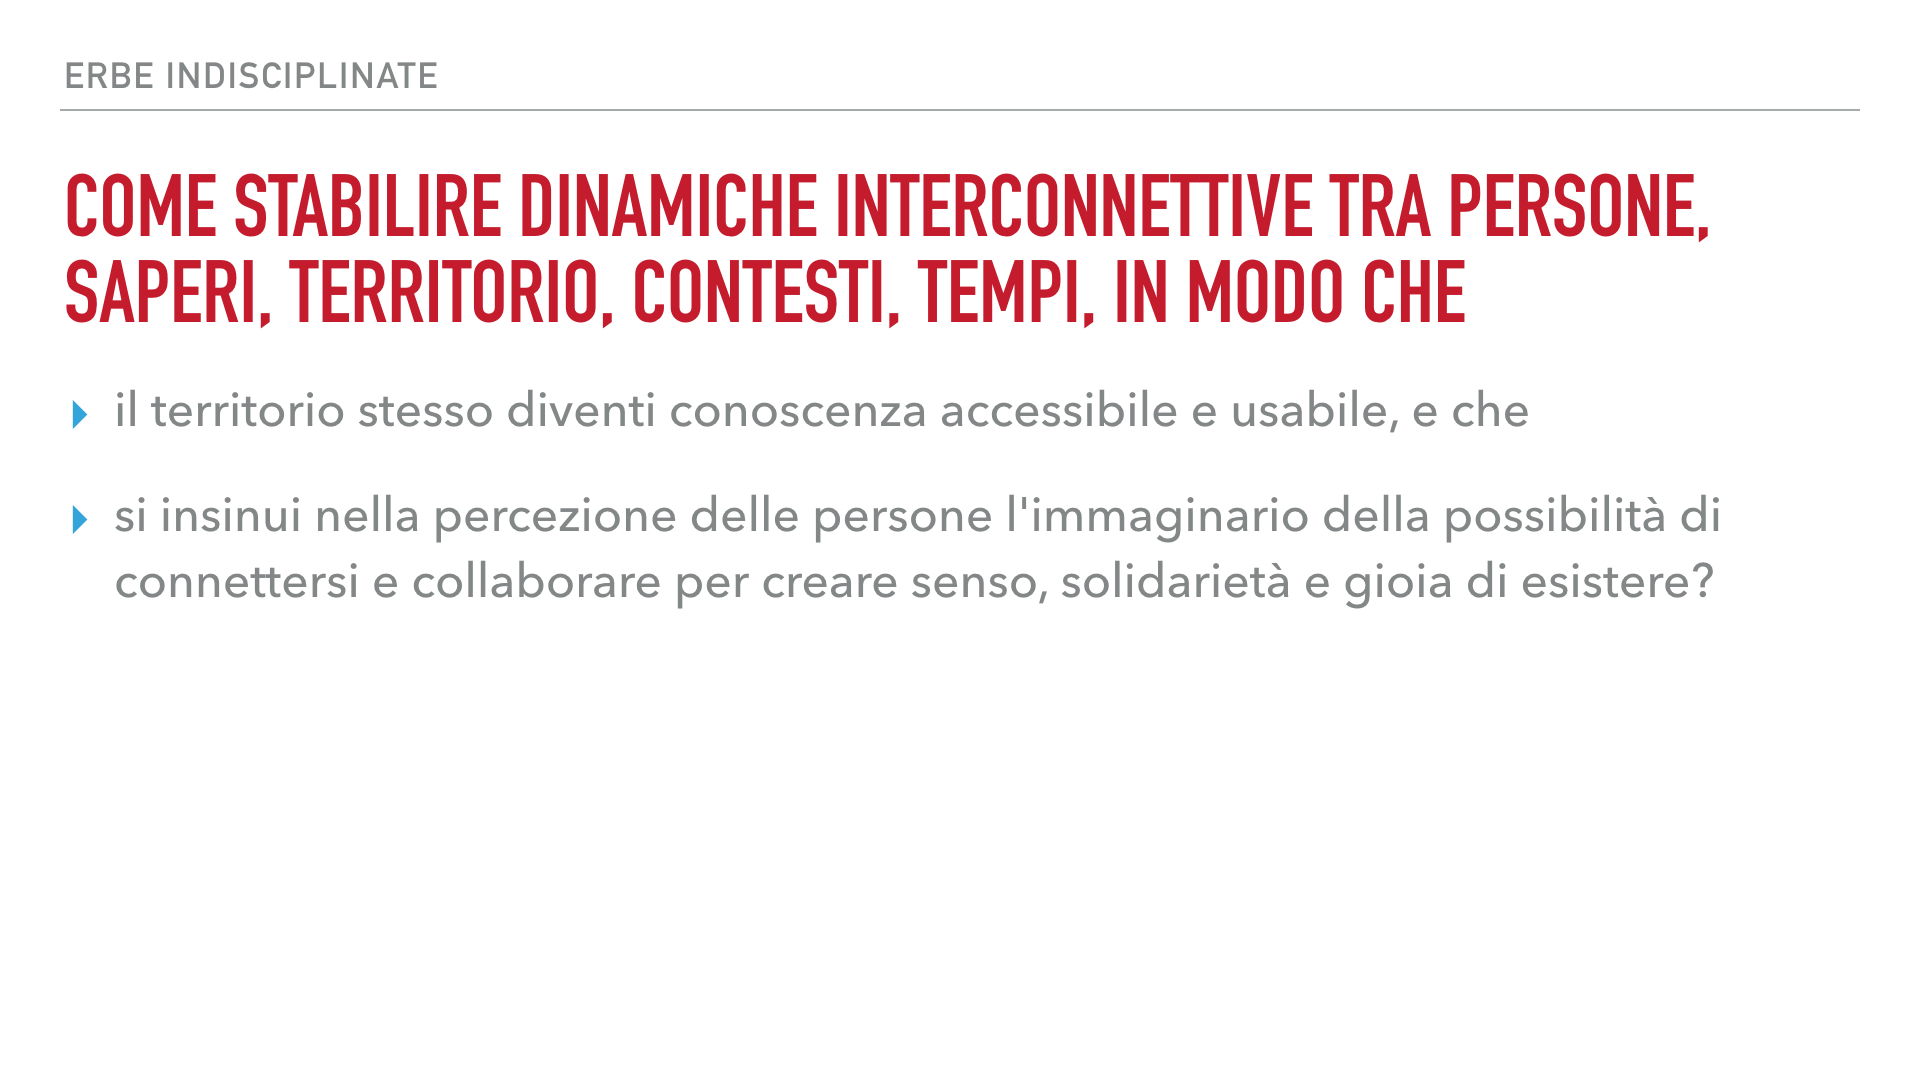 ERBE INDISCIPLINATE
COME STABILIRE DINAMICHE INTERCONNETTIVE TRA PERSONE,
SAPERI, TERRITORIO, CONTESTI, TEMPI, IN MODO CHE
il territorio stesso diventi conoscenza accessibile e usabile, e che
si insinui nella percezione delle persone l'immaginario della possibilità di
connettersi e collaborare per creare senso, solidarietà e gioia di esistere?